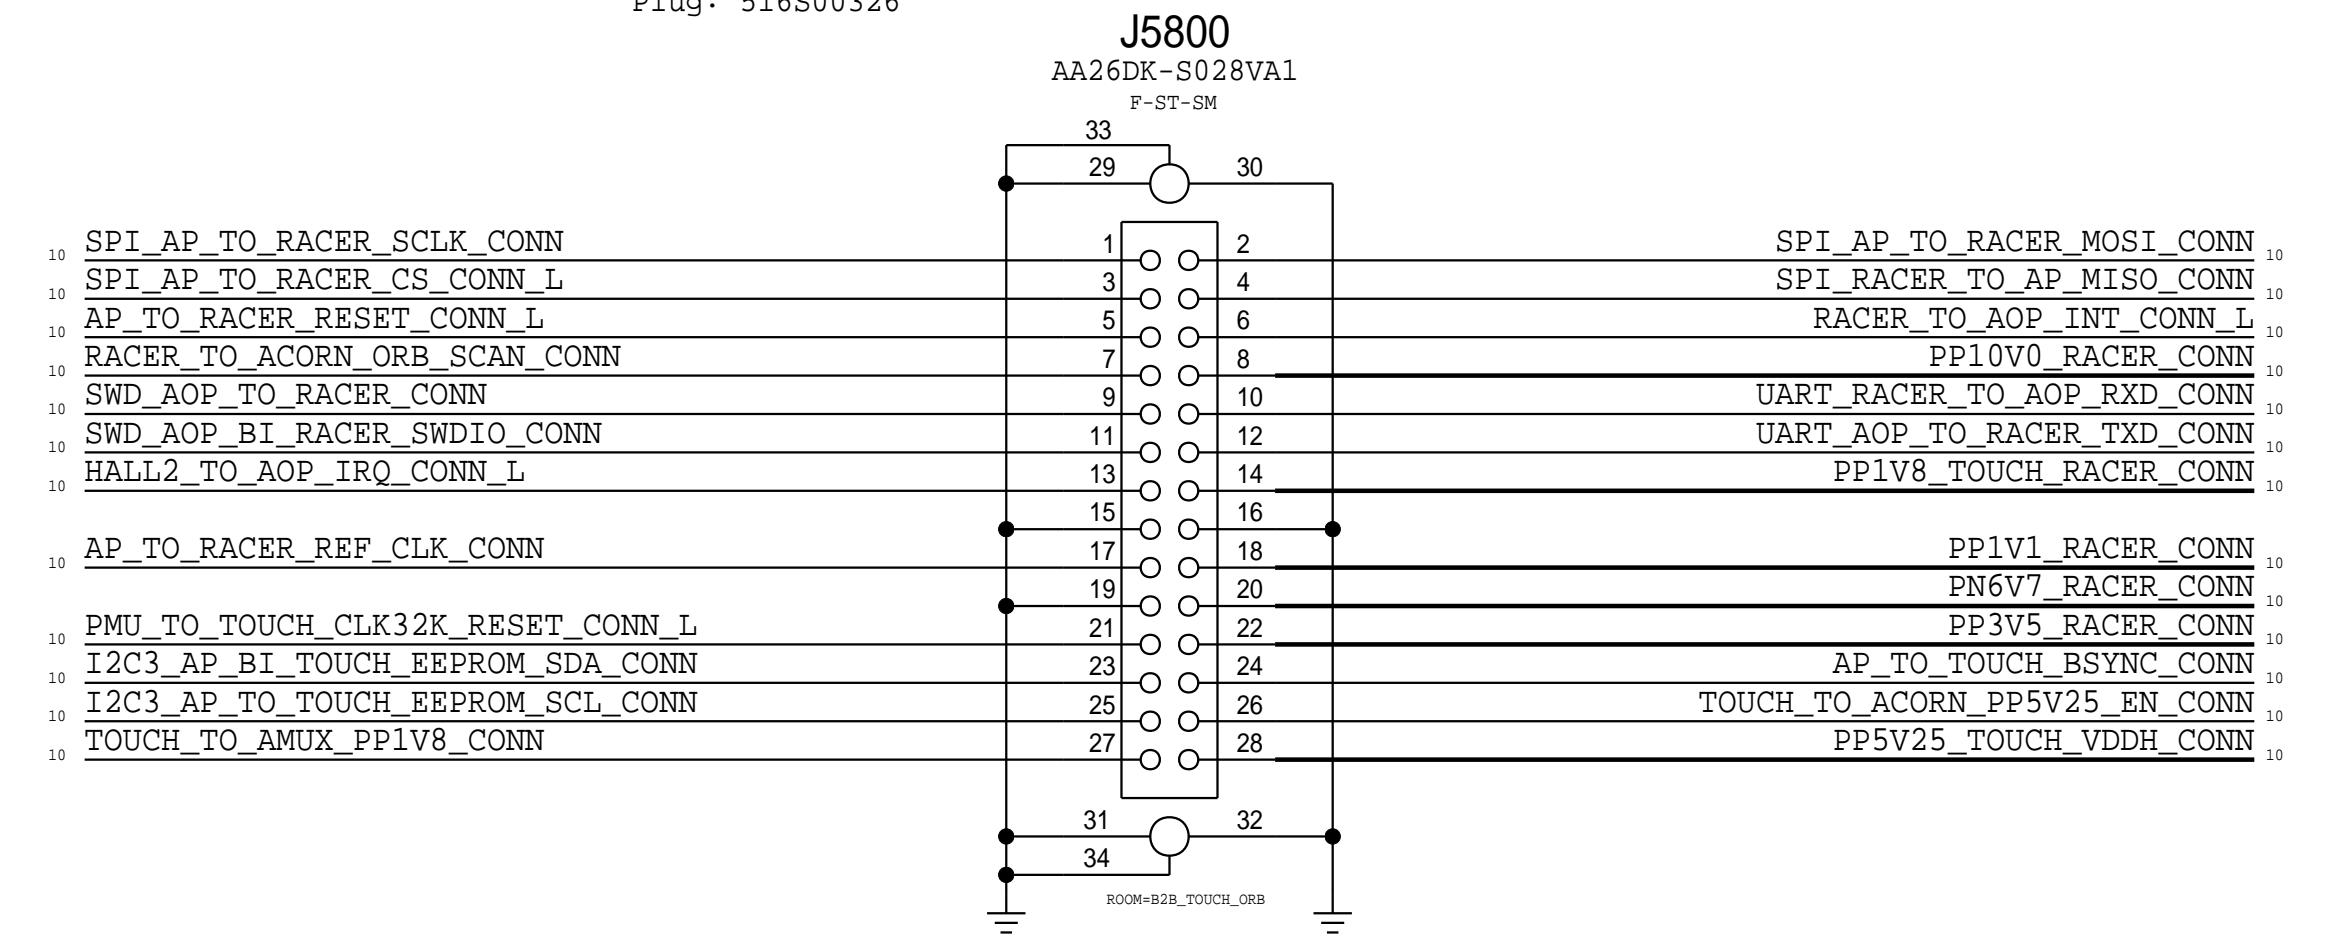 Plug: 516S00326
J5800
AA26DK-S028VA1
F-ST-SM
33
29 30
10 SPI_AP_TO_RACER_SCLK_CONN 1 2 SPI_AP_TO_RACER_MOSI_CONN 10
10 SPI_AP_TO_RACER_CS_CONN_L 3 4 SPI_RACER_TO_AP_MISO_CONN 10
10 AP_TO_RACER_RESET_CONN_L 5 6 RACER_TO_AOP_INT_CONN_L 10
10 RACER_TO_ACORN_ORB_SCAN_CONN 7 8 PP10V0_RACER_CONN 10
10 SWD_AOP_TO_RACER_CONN 9 10 UART_RACER_TO_AOP_RXD_CONN 10
10 SWD_AOP_BI_RACER_SWDIO_CONN 11 12 UART_AOP_TO_RACER_TXD_CONN 10
10 HALL2_TO_AOP_IRQ_CONN_L 13 14 PP1V8_TOUCH_RACER_CONN 10
15 16
10 AP_TO_RACER_REF_CLK_CONN 17 18 PP1V1_RACER_CONN 10
19 20 PN6V7_RACER_CONN 10
10 PMU_TO_TOUCH_CLK32K_RESET_CONN_L 21 22 PP3V5_RACER_CONN 10
10 I2C3_AP_BI_TOUCH_EEPROM_SDA_CONN 23 24 AP_TO_TOUCH_BSYNC_CONN 10
10 I2C3_AP_TO_TOUCH_EEPROM_SCL_CONN 25 26 TOUCH_TO_ACORN_PP5V25_EN_CONN 10
10 TOUCH_TO_AMUX_PP1V8_CONN 27 28 PP5V25_TOUCH_VDDH_CONN 10
31 32
34
ROOM=B2B_TOUCH_ORB